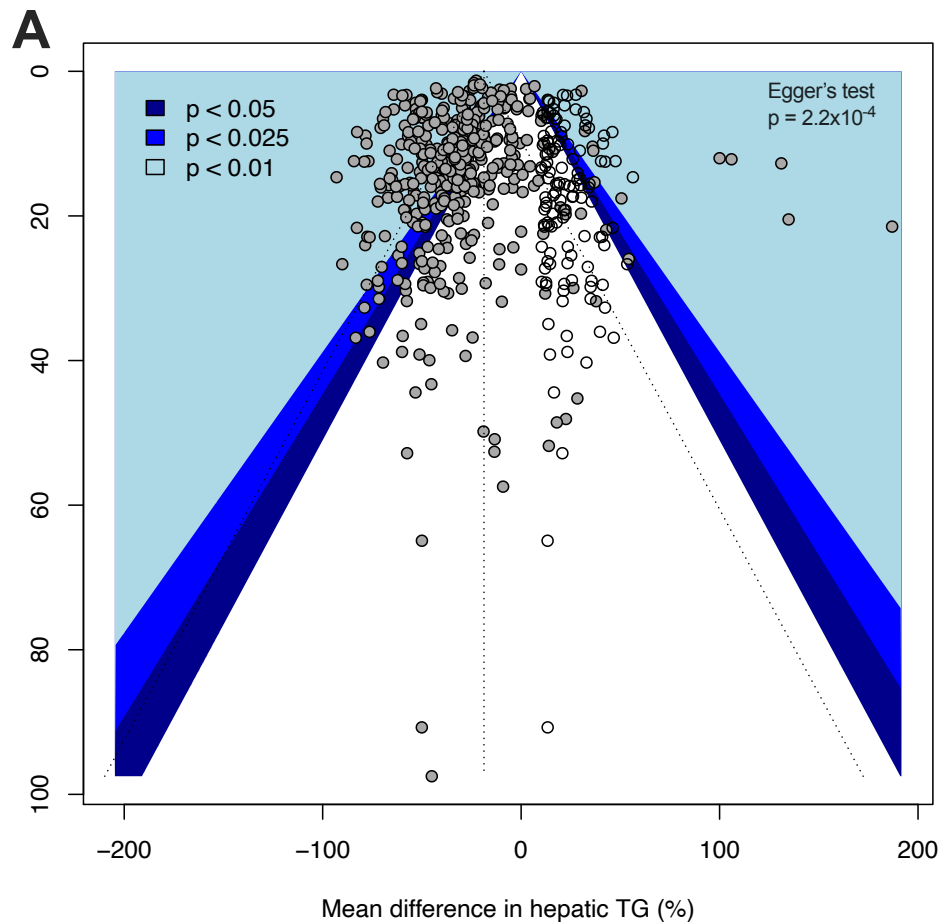 A
p < 0.05
p < 0.025
p < 0.01
Egger's test
p = 2.2x10⁻⁴
0
20
40
60
80
100
−200
−100
0
100
200
Mean difference in hepatic TG (%)